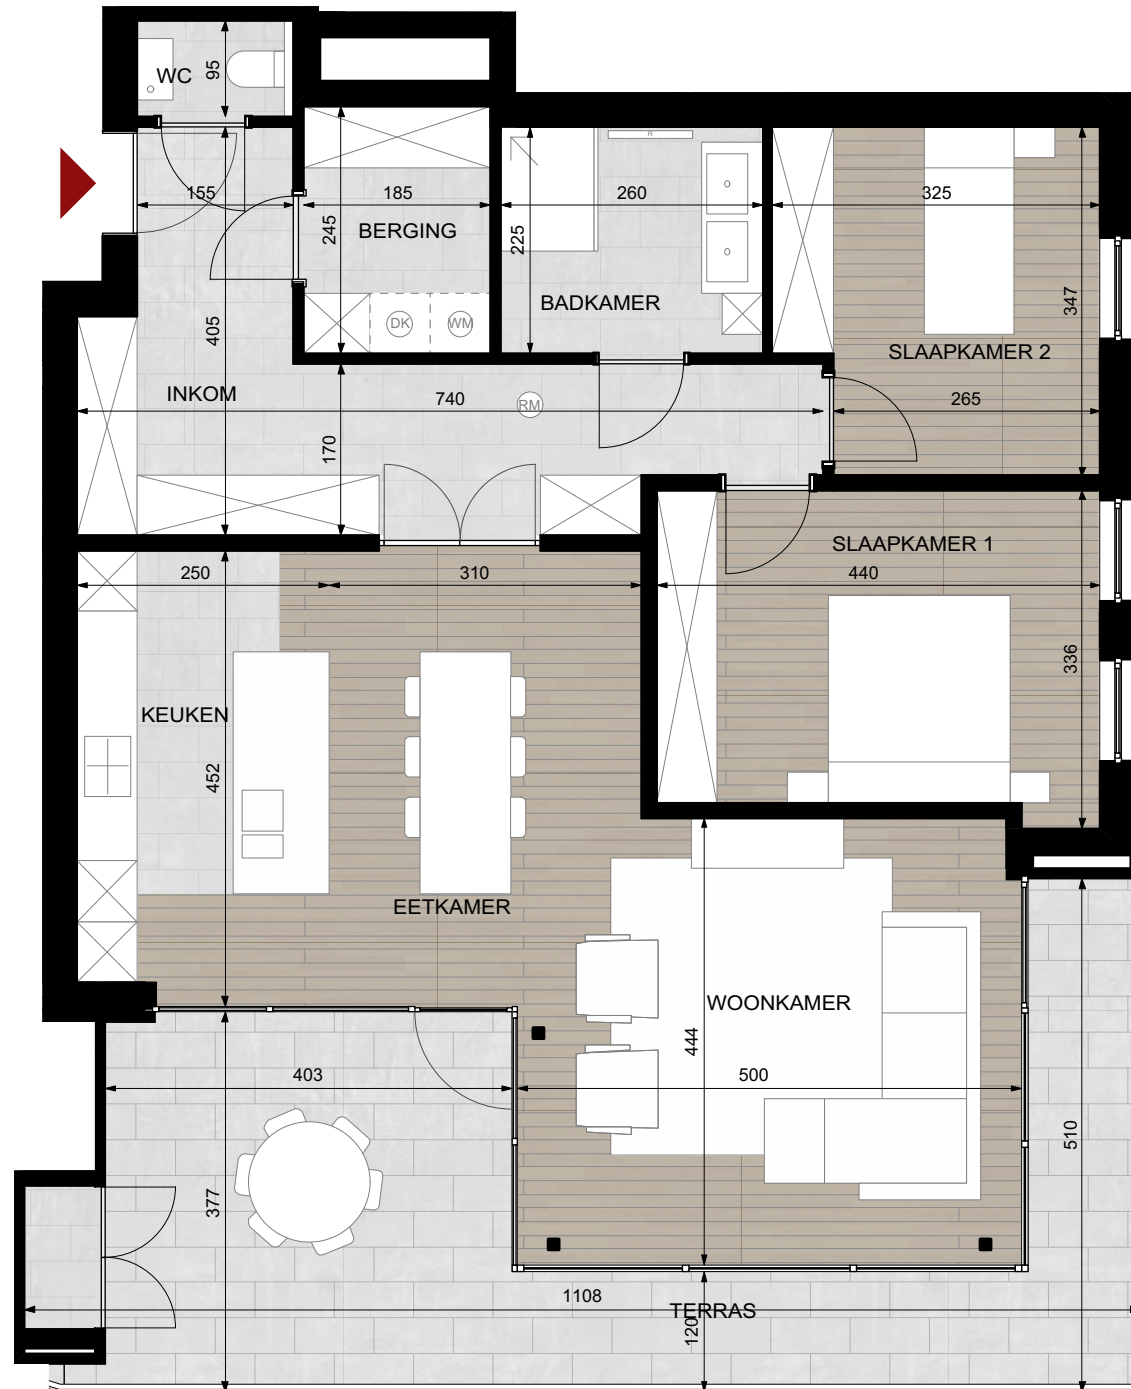 WC
95
155
185
260
325
BERGING
245
225
BADKAMER
347
DK
WM
405
SLAAPKAMER 2
INKOM
740
RM
265
170
SLAAPKAMER 1
250
310
440
336
KEUKEN
452
EETKAMER
WOONKAMER
444
403
500
510
377
1108
TERRAS
120
R